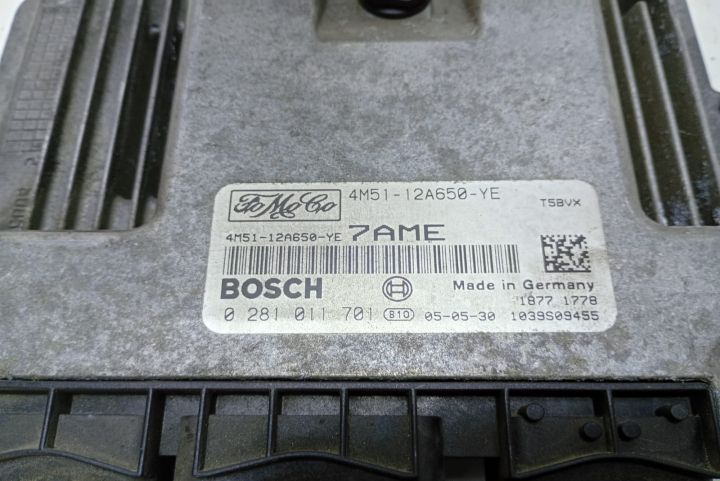 FoMoCo 4M51-12A650-YE T5BVX
4M51-12A650-YE 7AME
BOSCH Made in Germany
1877 1778
0 281 011 701 B10 05-05-30 1039S09455